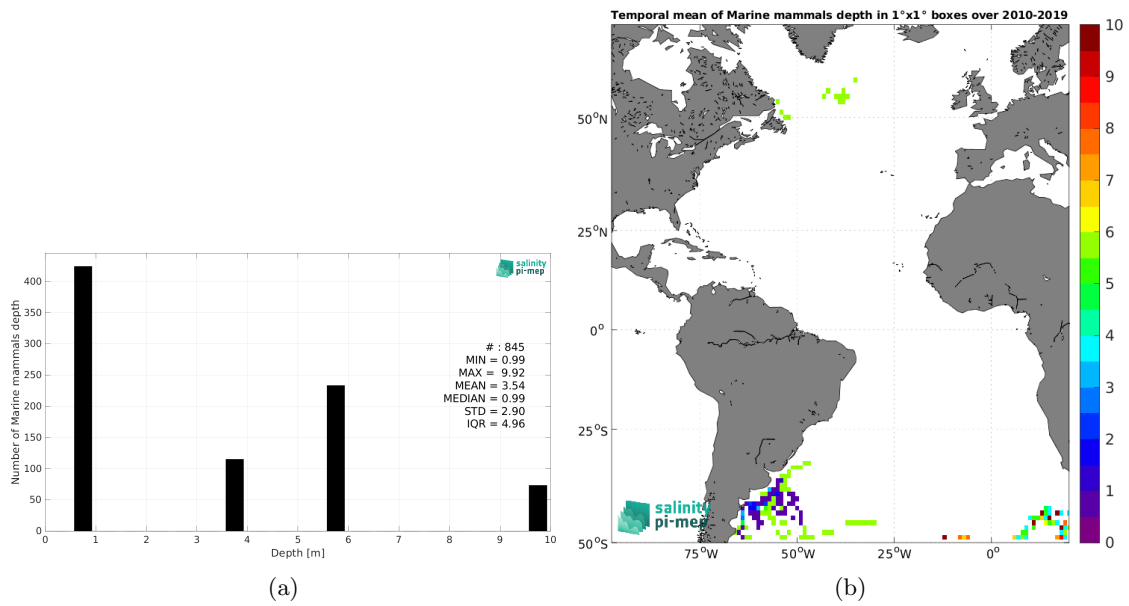 salinity
pi-mep
450
400
350
300
250
200
150
100
50
0
Number of Marine mammals depth
# : 845
MIN = 0.99
MAX = 9.92
MEAN = 3.54
MEDIAN = 0.99
STD = 2.90
IQR = 4.96
0 1 2 3 4 5 6 7 8 9 10
Depth [m]
(a)
Temporal mean of Marine mammals depth in 1°x1° boxes over 2010-2019
50°N
25°N
0°
25°S
50°S
75°W 50°W 25°W 0°
salinity
pi-mep
10
9
8
7
6
5
4
3
2
1
0
(b)